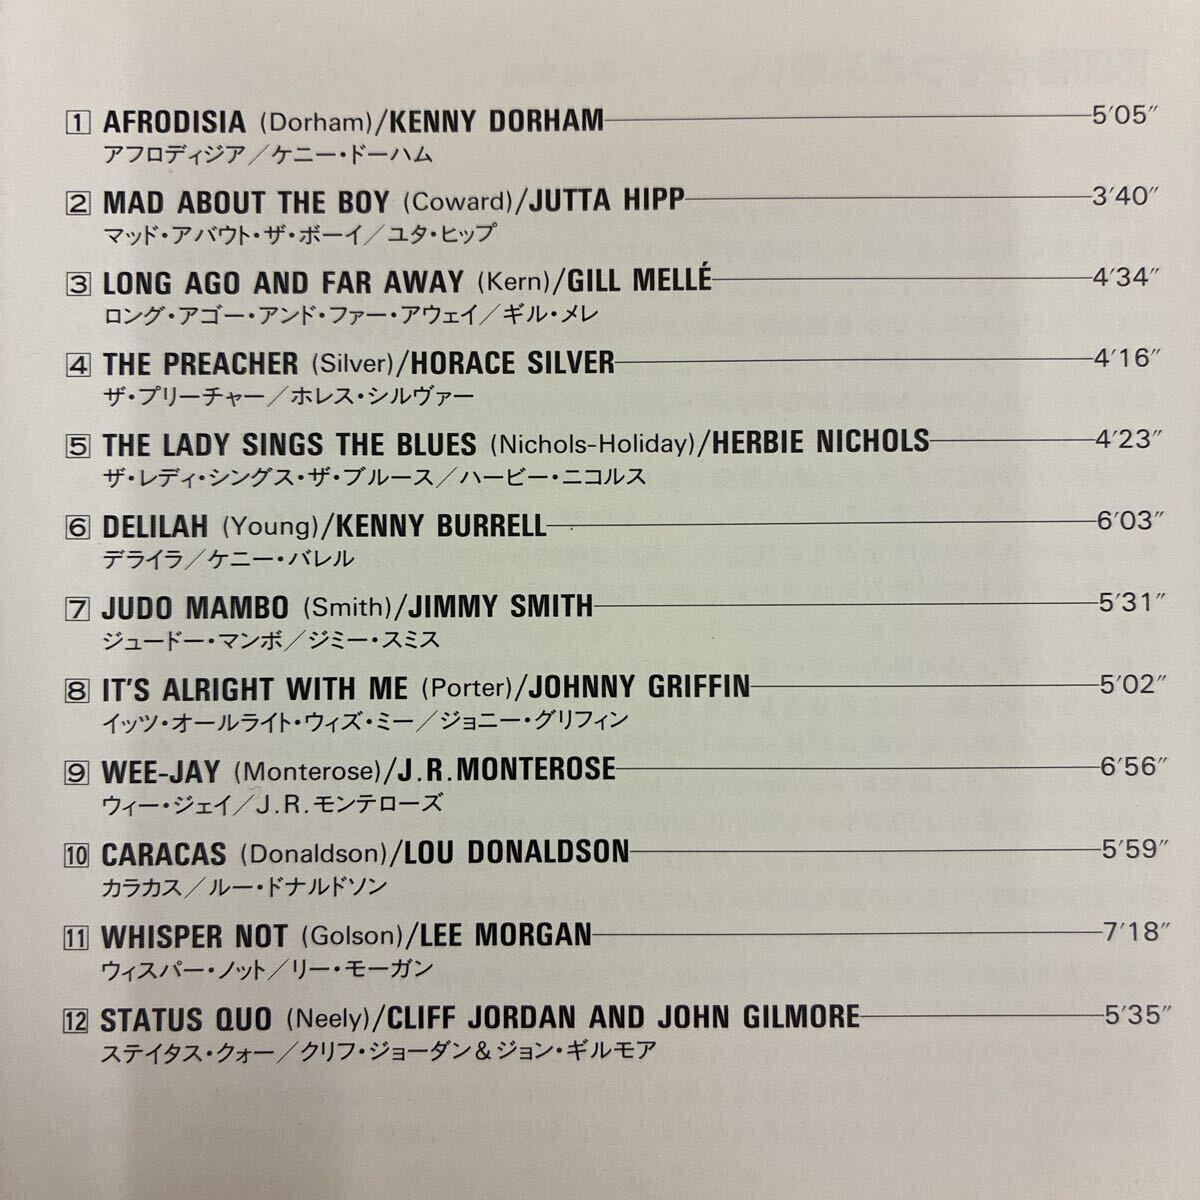 1 AFRODISIA (Dorham)/KENNY DORHAM 5′05″
アフロディジア/ケニー・ドーハム
2 MAD ABOUT THE BOY (Coward)/JUTTA HIPP 3′40″
マッド・アバウト・ザ・ボーイ/ユタ・ヒップ
3 LONG AGO AND FAR AWAY (Kern)/GILL MELLÉ 4′34″
ロング・アゴー・アンド・ファー・アウェイ/ギル・メレ
4 THE PREACHER (Silver)/HORACE SILVER 4′16″
ザ・プリーチャー/ホレス・シルヴァー
5 THE LADY SINGS THE BLUES (Nichols-Holiday)/HERBIE NICHOLS 4′23″
ザ・レディ・シングス・ザ・ブルース/ハービー・ニコルス
6 DELILAH (Young)/KENNY BURRELL 6′03″
デライラ/ケニー・バレル
7 JUDO MAMBO (Smith)/JIMMY SMITH 5′31″
ジュードー・マンボ/ジミー・スミス
8 IT'S ALRIGHT WITH ME (Porter)/JOHNNY GRIFFIN 5′02″
イッツ・オールライト・ウィズ・ミー/ジョニー・グリフィン
9 WEE-JAY (Monterose)/J.R.MONTEROSE 6′56″
ウィー・ジェイ/J.R.モンテローズ
10 CARACAS (Donaldson)/LOU DONALDSON 5′59″
カラカス/ルー・ドナルドソン
11 WHISPER NOT (Golson)/LEE MORGAN 7′18″
ウィスパー・ノット/リー・モーガン
12 STATUS QUO (Neely)/CLIFF JORDAN AND JOHN GILMORE 5′35″
ステイタス・クォー/クリフ・ジョーダン&ジョン・ギルモア